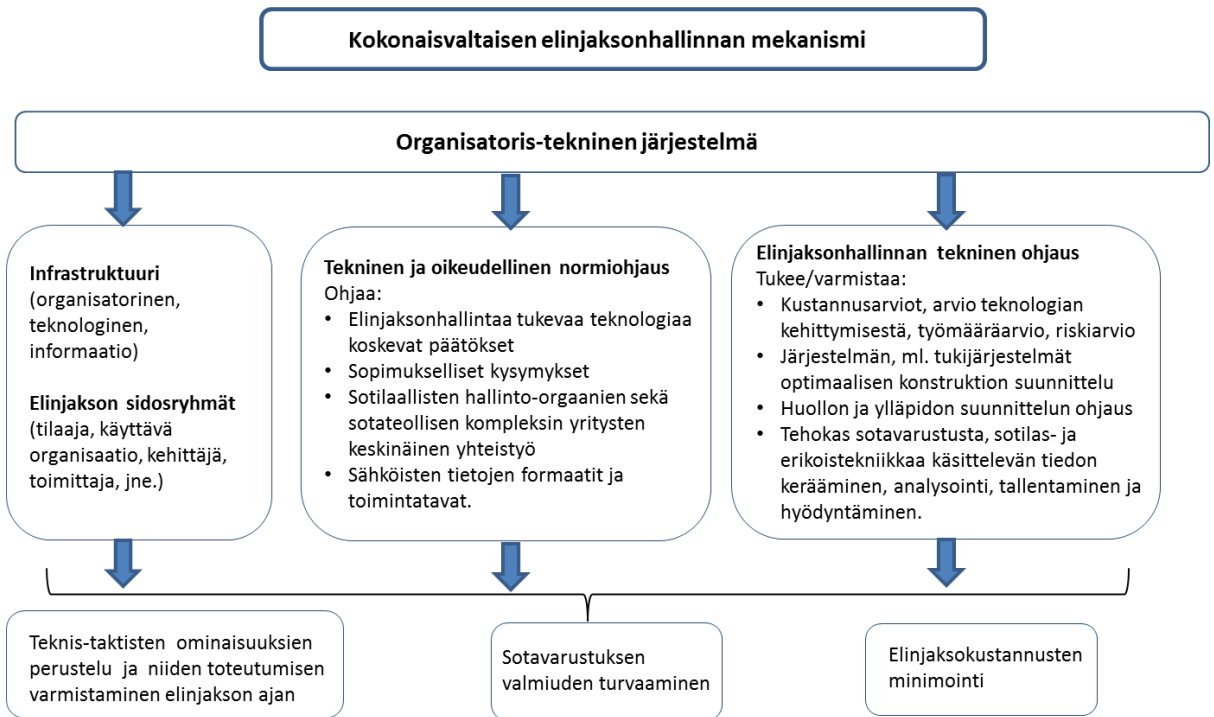 Kokonaisvaltaisen elinjaksonhallinnan mekanismi
Organisatoris-tekninen järjestelmä
Infrastruktuuri
(organisatorinen,
teknologinen,
informaatio)
Elinjakson sidosryhmät
(tilaaja, käyttävä
organisaatio, kehittäjä,
toimittaja, jne.)
Tekninen ja oikeudellinen normiohjaus
Ohjaa:
• Elinjaksonhallintaa tukevaa teknologiaa
koskevat päätökset
• Sopimukselliset kysymykset
• Sotilaallisten hallinto-orgaanien sekä
sotateollisen kompleksin yritysten
keskinäinen yhteistyö
• Sähköisten tietojen formaatit ja
toimintatavat.
Elinjaksonhallinnan tekninen ohjaus
Tukee/varmistaa:
• Kustannusarviot, arvio teknologian
kehittymisestä, työmääräarvio, riskiarvio
• Järjestelmän, ml. tukijärjestelmät
optimaalisen konstruktion suunnittelu
• Huollon ja ylläpidon suunnittelun ohjaus
• Tehokas sotavarustusta, sotilas- ja
erikoistekniikkaa käsittelevän tiedon
kerääminen, analysointi, tallentaminen ja
hyödyntäminen.
Teknis-taktisten ominaisuuksien
perustelu ja niiden toteutumisen
varmistaminen elinjakson ajan
Sotavarustuksen
valmiuden turvaaminen
Elinjaksokustannusten
minimointi